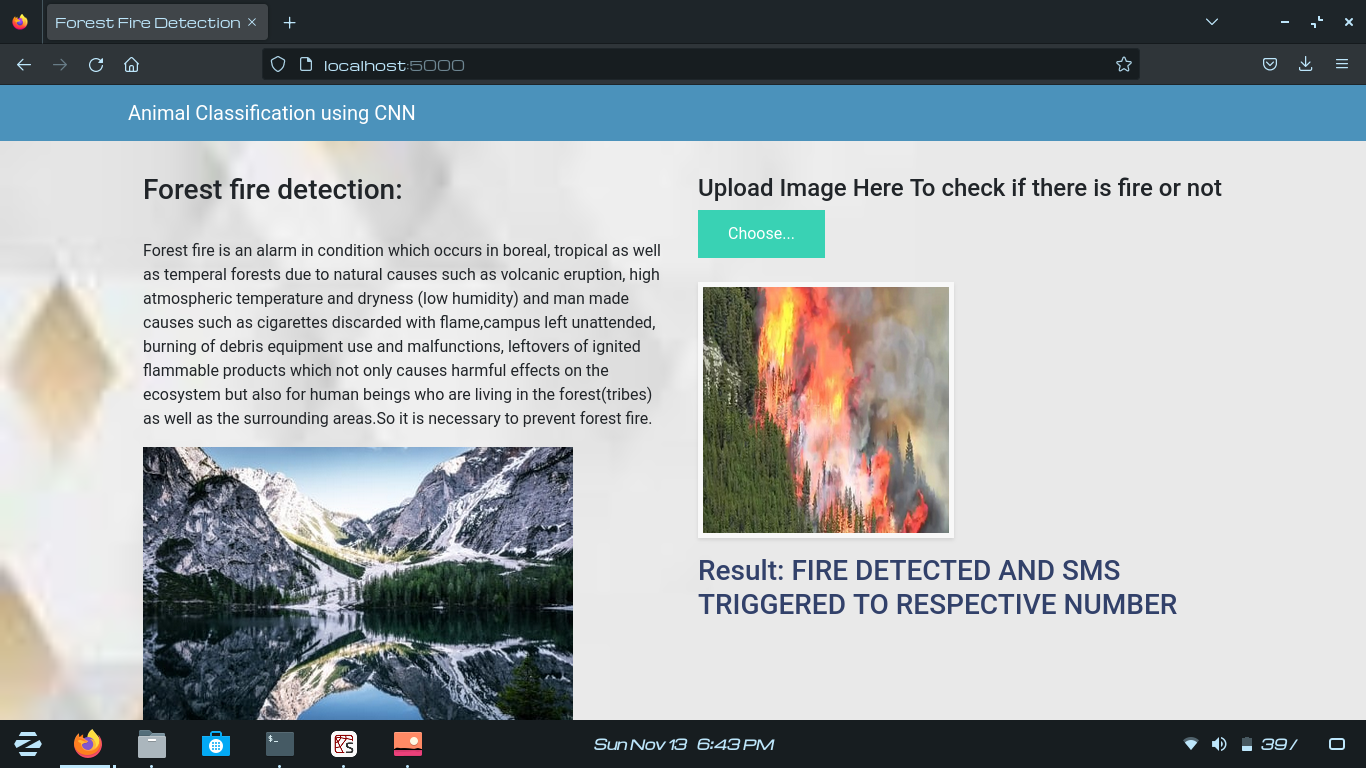 Forest Fire Detection
localhost:5000
Animal Classification using CNN
Forest fire detection:
Forest fire is an alarm in condition which occurs in boreal, tropical as well
as temperal forests due to natural causes such as volcanic eruption, high
atmospheric temperature and dryness (low humidity) and man made
causes such as cigarettes discarded with flame,campus left unattended,
burning of debris equipment use and malfunctions, leftovers of ignited
flammable products which not only causes harmful effects on the
ecosystem but also for human beings who are living in the forest(tribes)
as well as the surrounding areas.So it is necessary to prevent forest fire.
Upload Image Here To check if there is fire or not
Choose...
Result: FIRE DETECTED AND SMS
TRIGGERED TO RESPECTIVE NUMBER
Sun Nov 13 6:43 PM
39